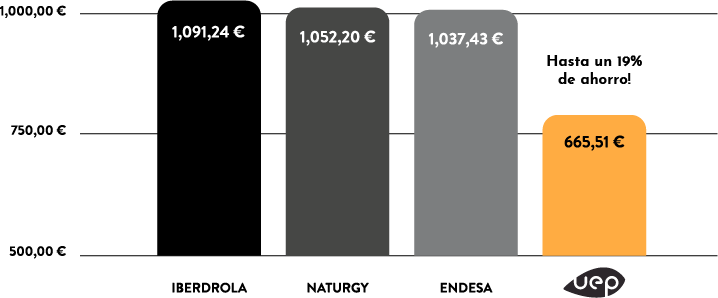 1,000,00 €
1,091,24 €
1,052,20 €
1,037,43 €
Hasta un 19%
de ahorro!
750,00 €
665,51 €
500,00 €
IBERDROLA
NATURGY
ENDESA
uep